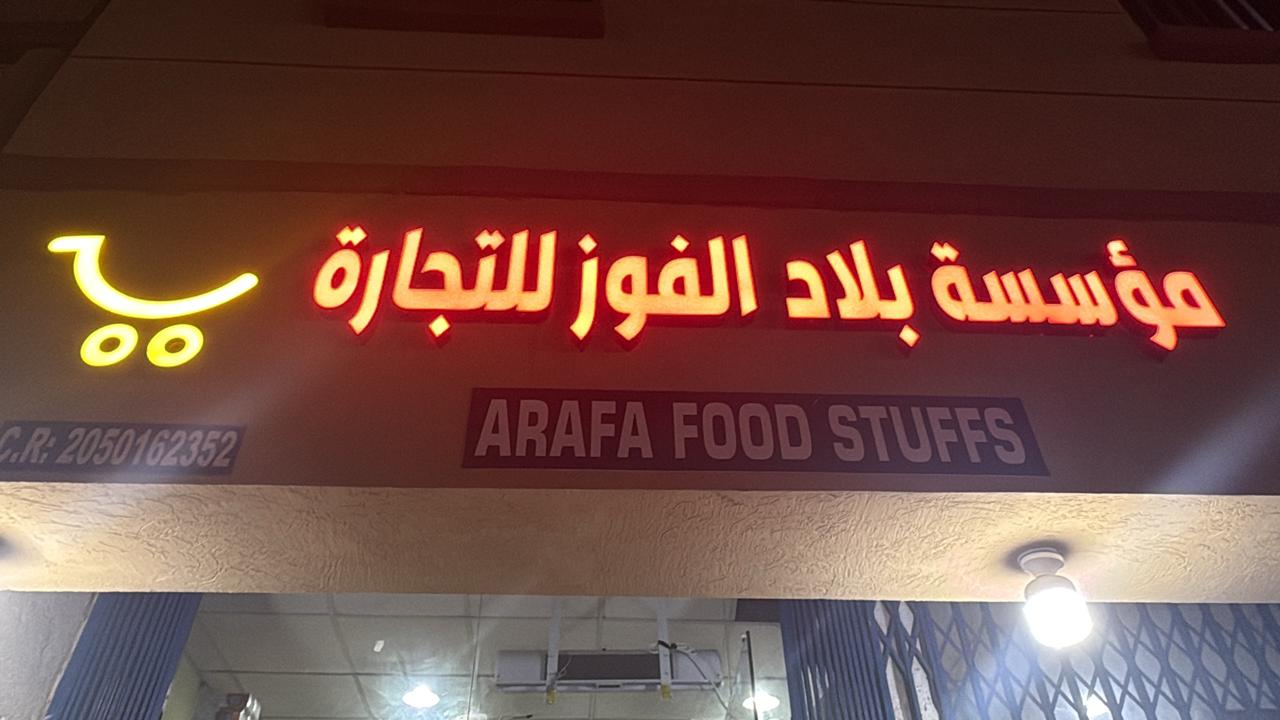 مؤسسة بلاد الفوز للتجارة
ARAFA FOOD STUFFS
C.R: 2050162352